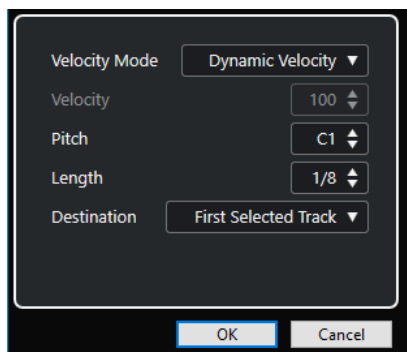 Velocity Mode Dynamic Velocity
Velocity 100
Pitch C1
Length 1/8
Destination First Selected Track
OK Cancel